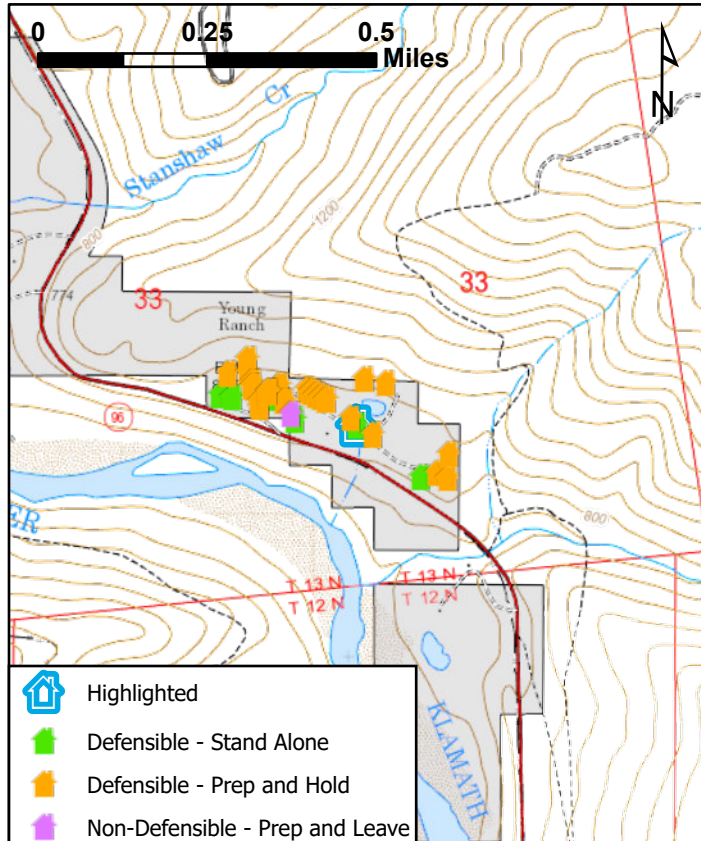 0 0.25 0.5
Miles
N
Stanshaw Cr
1200
800
33
33
774
Young
Ranch
96
800
T 13 N
T 13 N
T 12 N
T 12 N
KLAMATH
Highlighted
Defensible - Stand Alone
Defensible - Prep and Hold
Non-Defensible - Prep and Leave